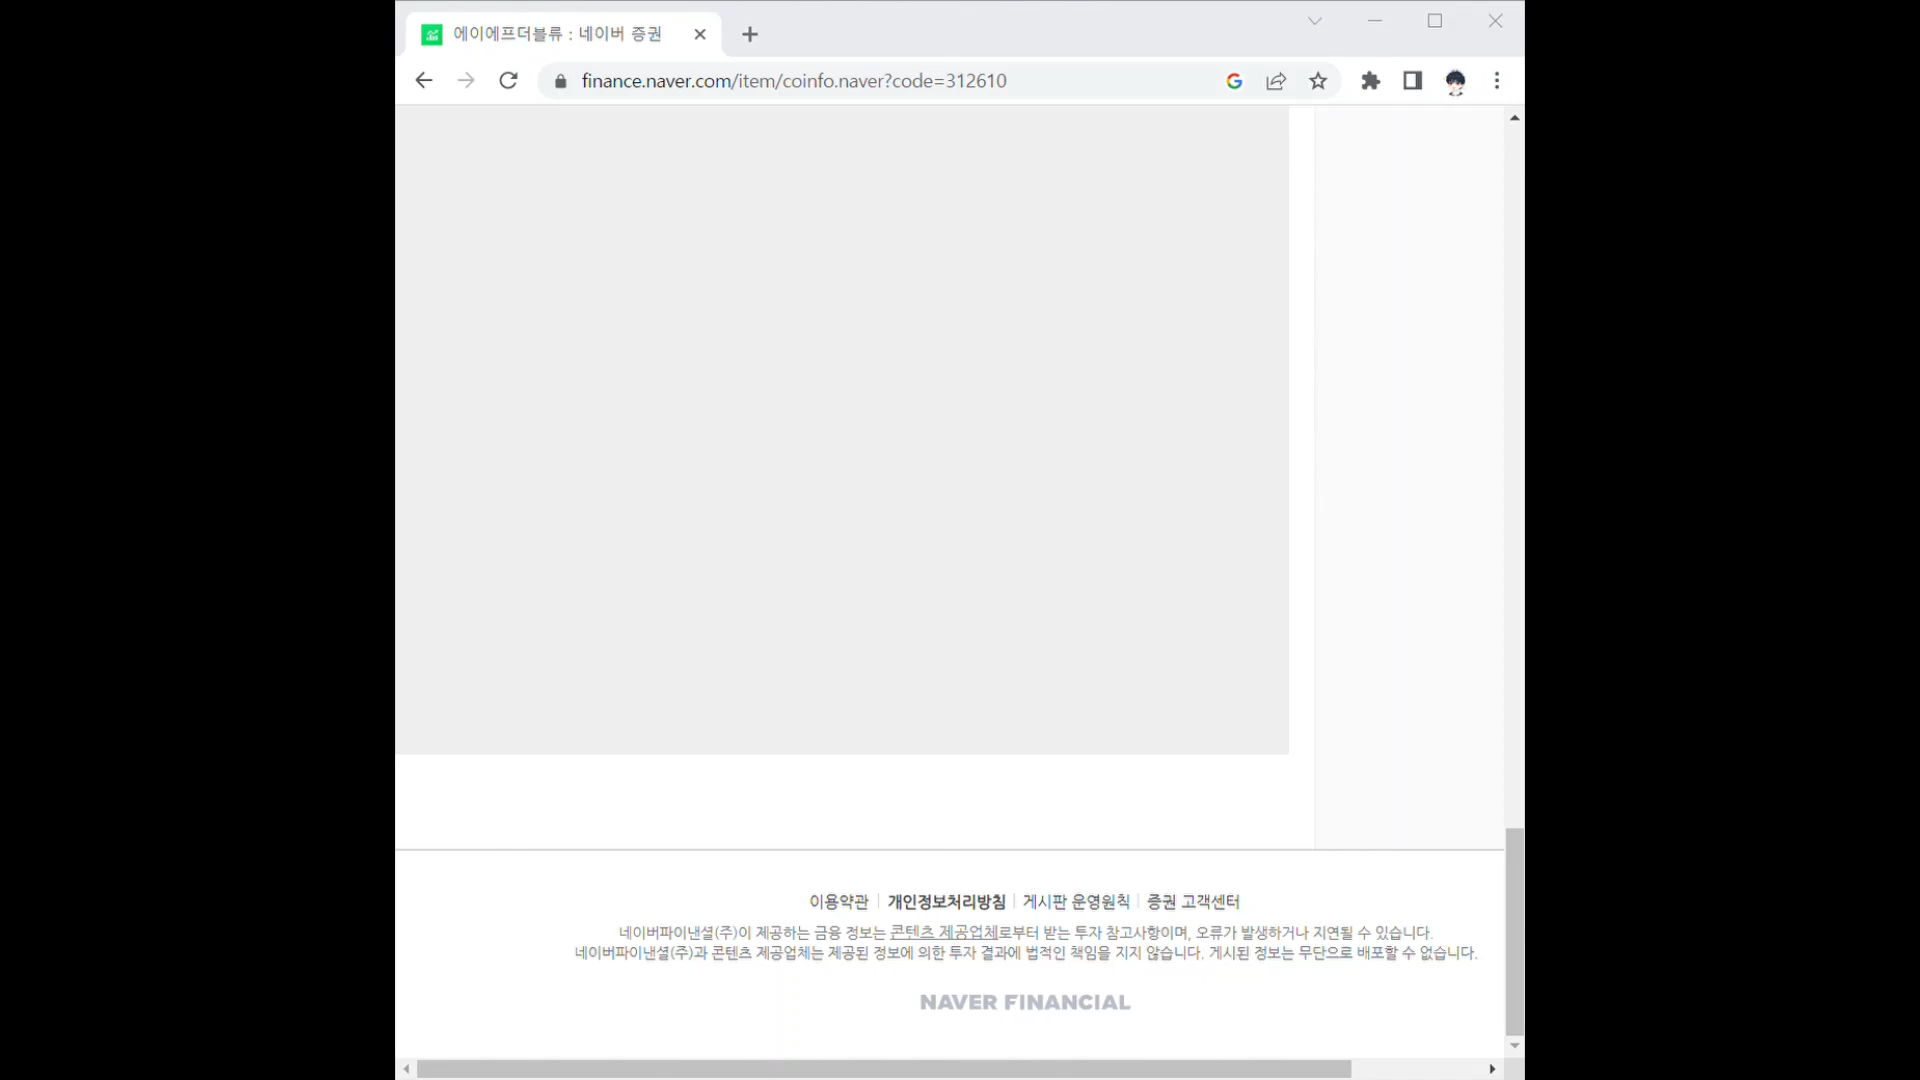 에이에프더블류 : 네이버 증권
finance.naver.com/item/coinfo.naver?code=312610
이용약관 개인정보처리방침 게시판 운영원칙 증권 고객센터
네이버파이낸셜(주)이 제공하는 금융 정보는 콘텐츠 제공업체로부터 받는 투자 참고사항이며, 오류가 발생하거나 지연될 수 있습니다.
네이버파이낸셜(주)과 콘텐츠 제공업체는 제공된 정보에 의한 투자 결과에 법적인 책임을 지지 않습니다. 게시된 정보는 무단으로 배포할 수 없습니다.
NAVER FINANCIAL